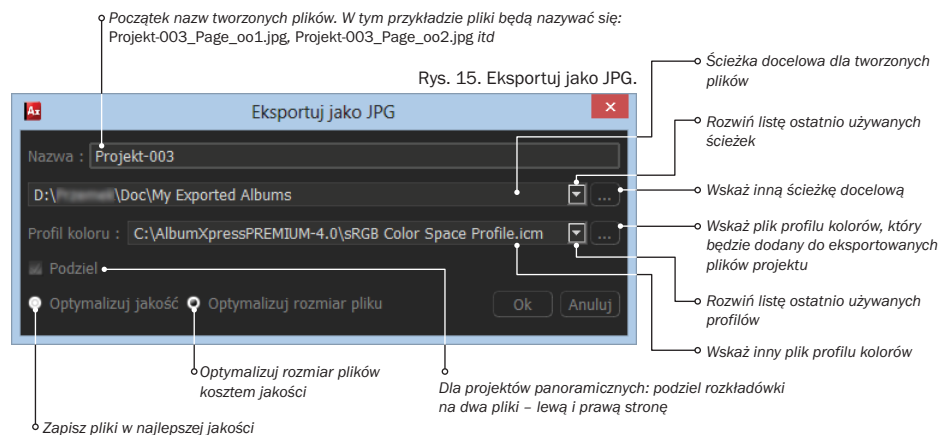 Początek nazw tworzonych plików. W tym przykładzie pliki będą nazywać się:
Projekt-003_Page_oo1.jpg, Projekt-003_Page_oo2.jpg itd
Rys. 15. Eksportuj jako JPG.
Ścieżka docelowa dla tworzonych
plików
Ax
Eksportuj jako JPG
Rozwiń listę ostatnio używanych
ścieżek
Nazwa : Projekt-003
D:\ \Doc\My Exported Albums
...
Wskaż inną ścieżkę docelową
Profil koloru : C:\AlbumXpressPREMIUM-4.0\sRGB Color Space Profile.icm
...
Wskaż plik profilu kolorów, który
będzie dodany do eksportowanych
plików projektu
Podziel
Optymalizuj jakość Optymalizuj rozmiar pliku
Ok Anuluj
Rozwiń listę ostatnio używanych
profilów
Wskaż inny plik profilu kolorów
Optymalizuj rozmiar plików
kosztem jakości
Dla projektów panoramicznych: podziel rozkładówki
na dwa pliki – lewą i prawą stronę
Zapisz pliki w najlepszej jakości